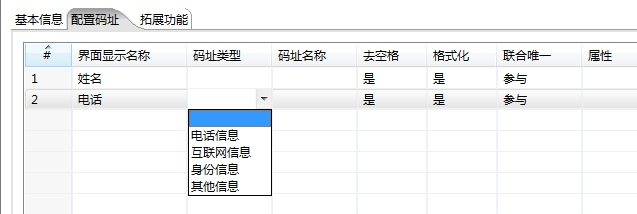 基本信息 配置码址 拓展功能
# 界面显示名称 码址类型 码址名称 去空格 格式化 联合唯一 属性
1 姓名 是 是 参与
2 电话 是 是 参与
电话信息
互联网信息
身份信息
其他信息